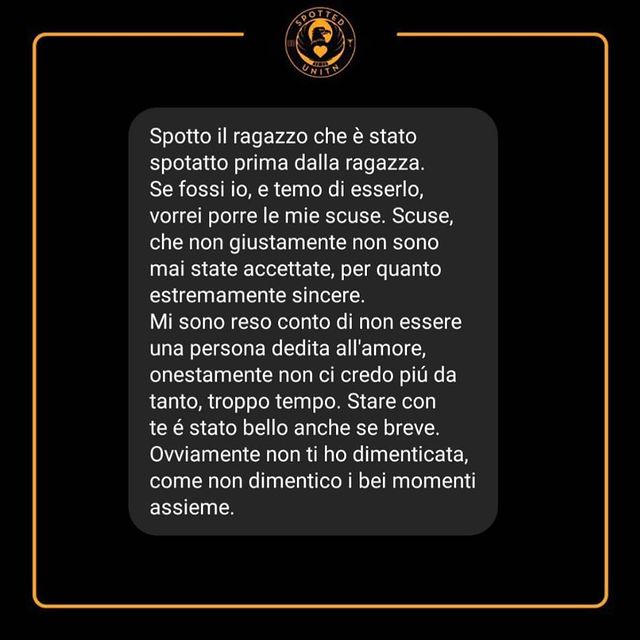 SPOTTED
UNITN
Spotto il ragazzo che è stato
spotatto prima dalla ragazza.
Se fossi io, e temo di esserlo,
vorrei porre le mie scuse. Scuse,
che non giustamente non sono
mai state accettate, per quanto
estremamente sincere.
Mi sono reso conto di non essere
una persona dedita all'amore,
onestamente non ci credo piú da
tanto, troppo tempo. Stare con
te é stato bello anche se breve.
Ovviamente non ti ho dimenticata,
come non dimentico i bei momenti
assieme.